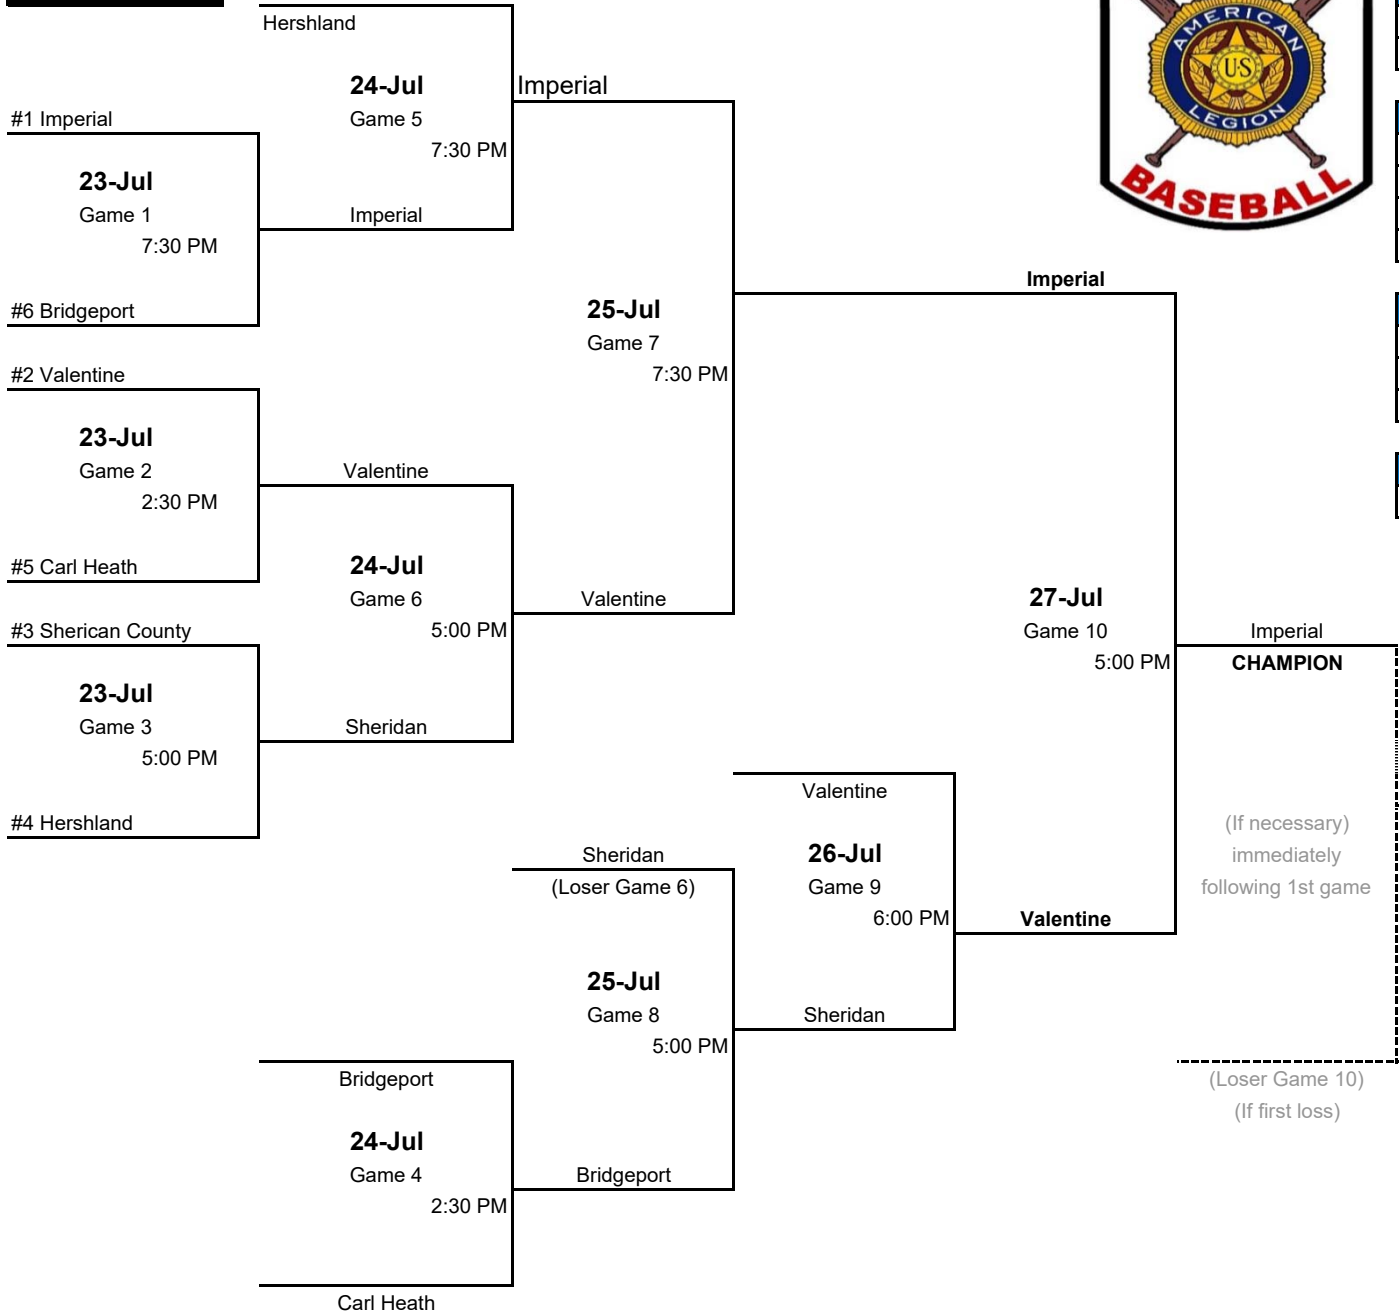 Hershland
24-Jul
Game 5
7:30 PM
Imperial
AMERICAN
U.S
LEGION
BASEBALL
#1 Imperial
23-Jul
Game 1
7:30 PM
Imperial
#6 Bridgeport
Imperial
25-Jul
Game 7
7:30 PM
#2 Valentine
23-Jul
Game 2
2:30 PM
Valentine
#5 Carl Heath
24-Jul
Game 6
5:00 PM
Valentine
27-Jul
Game 10
5:00 PM
Imperial
CHAMPION
#3 Sherican County
23-Jul
Game 3
5:00 PM
Sheridan
#4 Hershland
Valentine
26-Jul
Game 9
6:00 PM
Valentine
(If necessary)
immediately
following 1st game
Sheridan
(Loser Game 6)
25-Jul
Game 8
5:00 PM
Sheridan
Bridgeport
24-Jul
Game 4
2:30 PM
Bridgeport
Carl Heath
(Loser Game 10)
(If first loss)